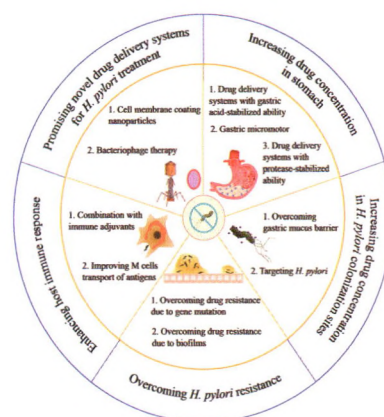 Promising novel drug delivery systems
for H. pylori treatment
Increasing drug concentration
in stomach
1. Cell membrane coating
nanoparticles
2. Bacteriophage therapy
1. Drug delivery
systems with gastric
acid-stabilized ability
2. Gastric micromotor
3. Drug delivery
systems with
protease-stabilized
ability
1. Combination with
immune adjuvants
2. Improving M cells
transport of antigens
1. Overcoming
gastric mucus barrier
2. Targeting H. pylori
1. Overcoming drug resistance
due to gene mutation
2. Overcoming drug resistance
due to biofilms
Enhancing host immune response
Increasing drug concentration
in H. pylori colonization sites
Overcoming H. pylori resistance